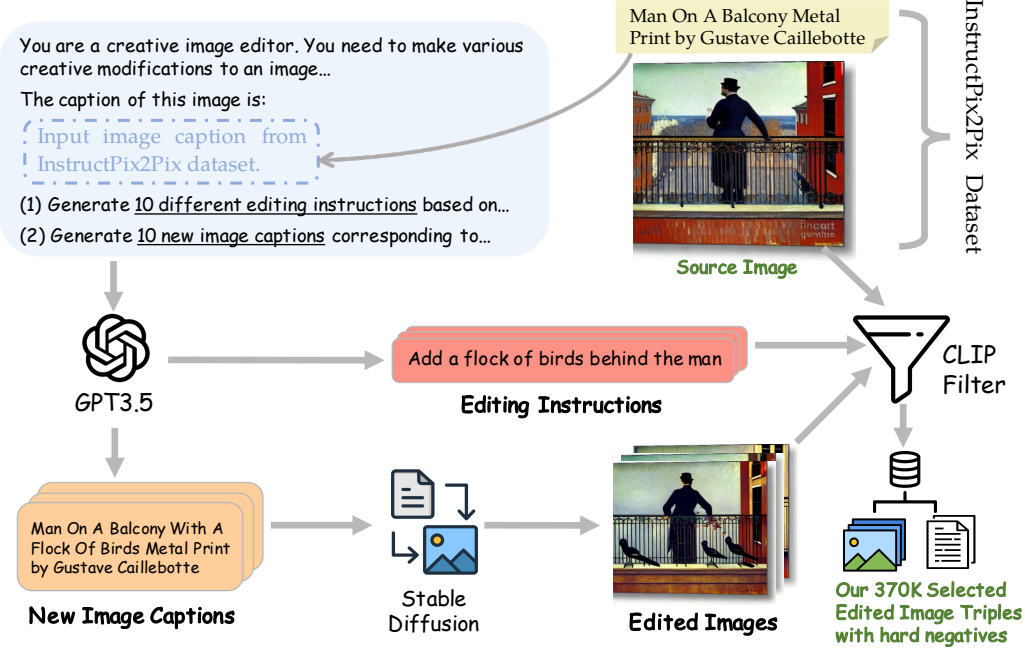 Man On A Balcony Metal
Print by Gustave Caillebotte
You are a creative image editor. You need to make various
creative modifications to an image...
The caption of this image is:
Input image caption from
InstructPix2Pix dataset.
(1) Generate 10 different editing instructions based on...
(2) Generate 10 new image captions corresponding to...
InstructPix2Pix Dataset
fineart
america
Source Image
GPT3.5
Add a flock of birds behind the man
Editing Instructions
CLIP
Filter
Man On A Balcony With A
Flock Of Birds Metal Print
by Gustave Caillebotte
New Image Captions
Stable
Diffusion
Edited Images
Our 370K Selected
Edited Image Triples
with hard negatives